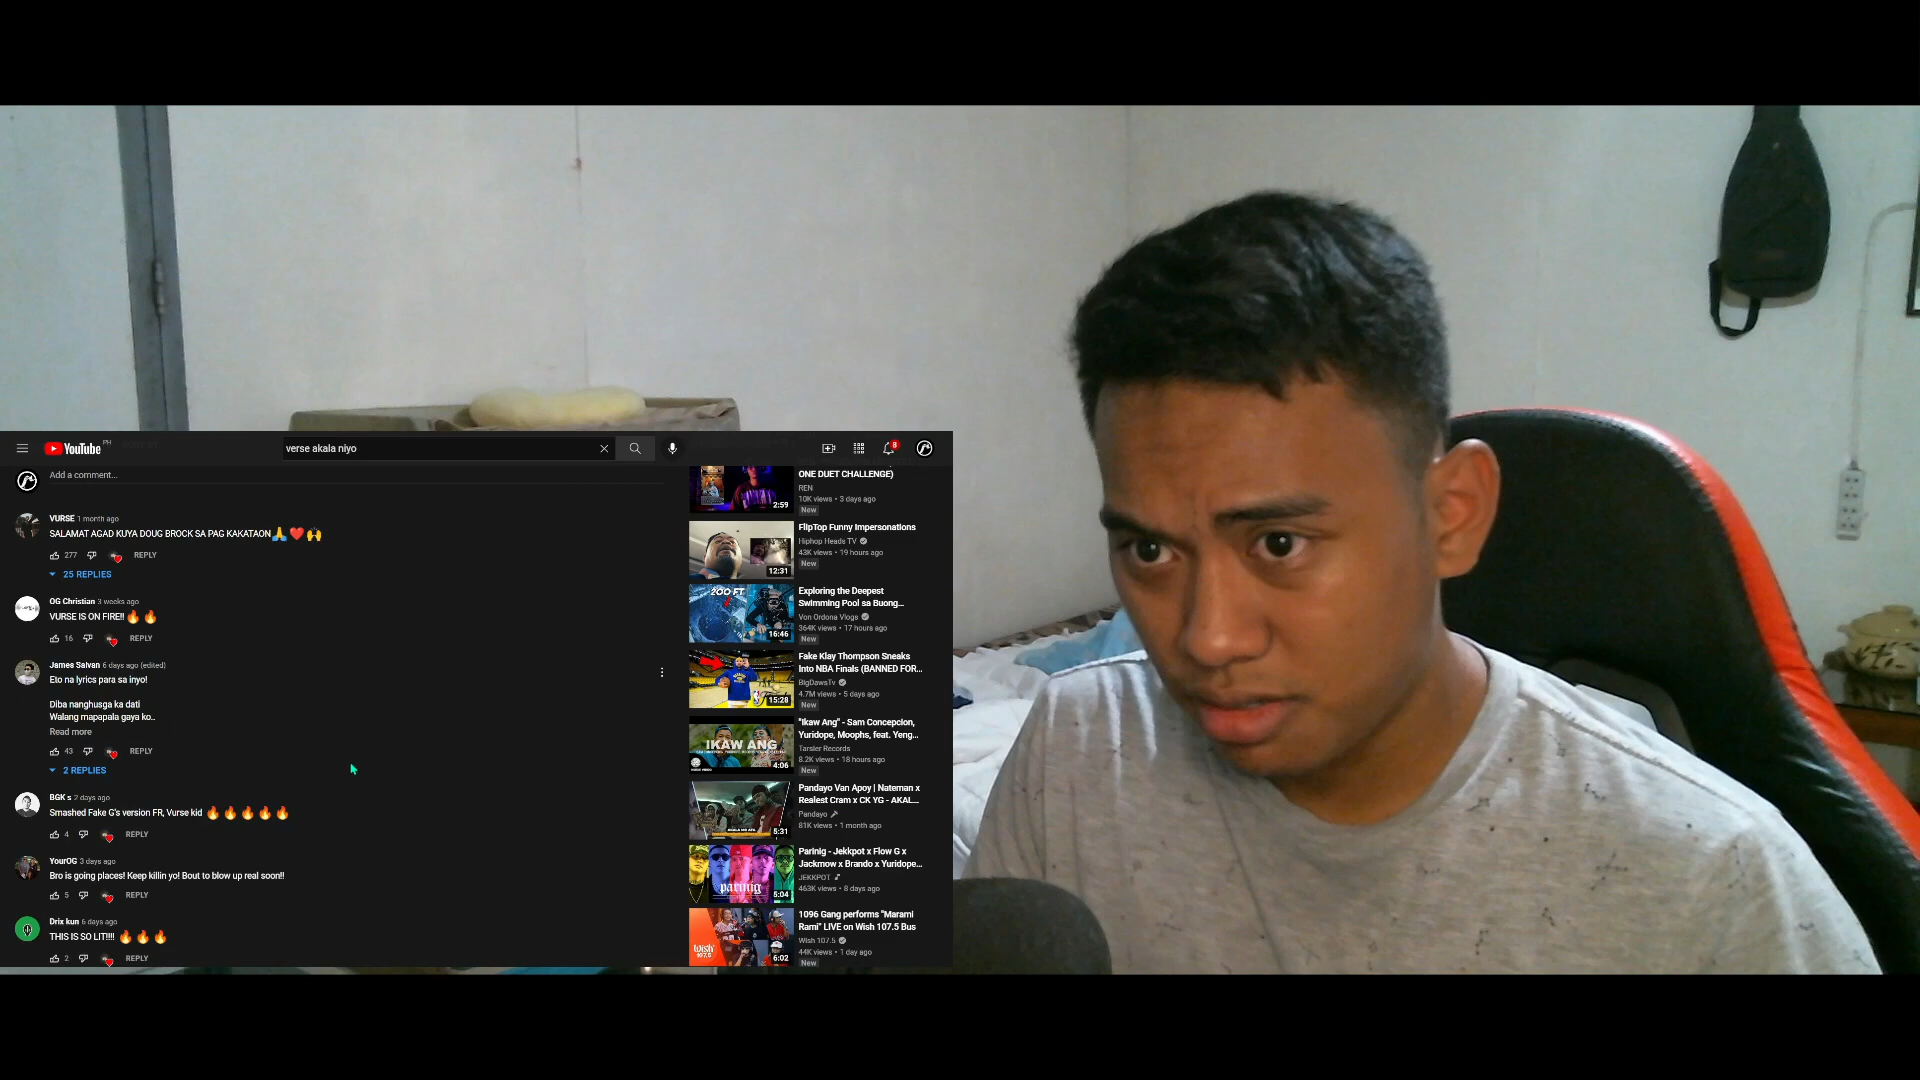 YouTube PH
verse akala niyo
8
Add a comment...
VURSE 1 month ago
SALAMAT AGAD KUYA DOUG BROCK SA PAG KAKATAON🙏❤️🙌
277 REPLY
25 REPLIES
OG Christian 3 weeks ago
VURSE IS ON FIRE!! 🔥 🔥
16 REPLY
James Saivan 6 days ago (edited)
Eto na lyrics para sa inyo!
Diba nanghusga ka dati
Walang mapapala gaya ko..
Read more
43 REPLY
2 REPLIES
BGK s 2 days ago
Smashed Fake G's version FR, Vurse kid 🔥 🔥 🔥 🔥 🔥
4 REPLY
YourOG 3 days ago
Bro is going places! Keep killin yo! Bout to blow up real soon!!
5 REPLY
Drix kun 6 days ago
THIS IS SO LIT!!!! 🔥 🔥 🔥
2 REPLY
2:59
ONE DUET CHALLENGE)
REN
10K views • 3 days ago
New
12:31
FlipTop Funny Impersonations
Hiphop Heads TV
43K views • 19 hours ago
New
200 FT
16:46
Exploring the Deepest
Swimming Pool sa Buong...
Von Ordona Vlogs
364K views • 17 hours ago
New
15:28
Fake Klay Thompson Sneaks
Into NBA Finals (BANNED FOR...
BigDawsTv
4.7M views • 5 days ago
New
IKAW ANG
4:06
"Ikaw Ang" - Sam Concepcion,
Yuridope, Moophs, feat. Yeng...
Tarsier Records
8.2K views • 18 hours ago
New
5:31
Pandayo Van Apoy | Nateman x
Realest Cram x CK YG - AKAL...
Pandayo
81K views • 1 month ago
parinig
5:04
Parinig - Jekkpot x Flow G x
Jackmow x Brando x Yuridope...
JEKKPOT
463K views • 8 days ago
wish
107.5
6:02
1096 Gang performs "Marami
Rami" LIVE on Wish 107.5 Bus
Wish 107.5
44K views • 1 day ago
New